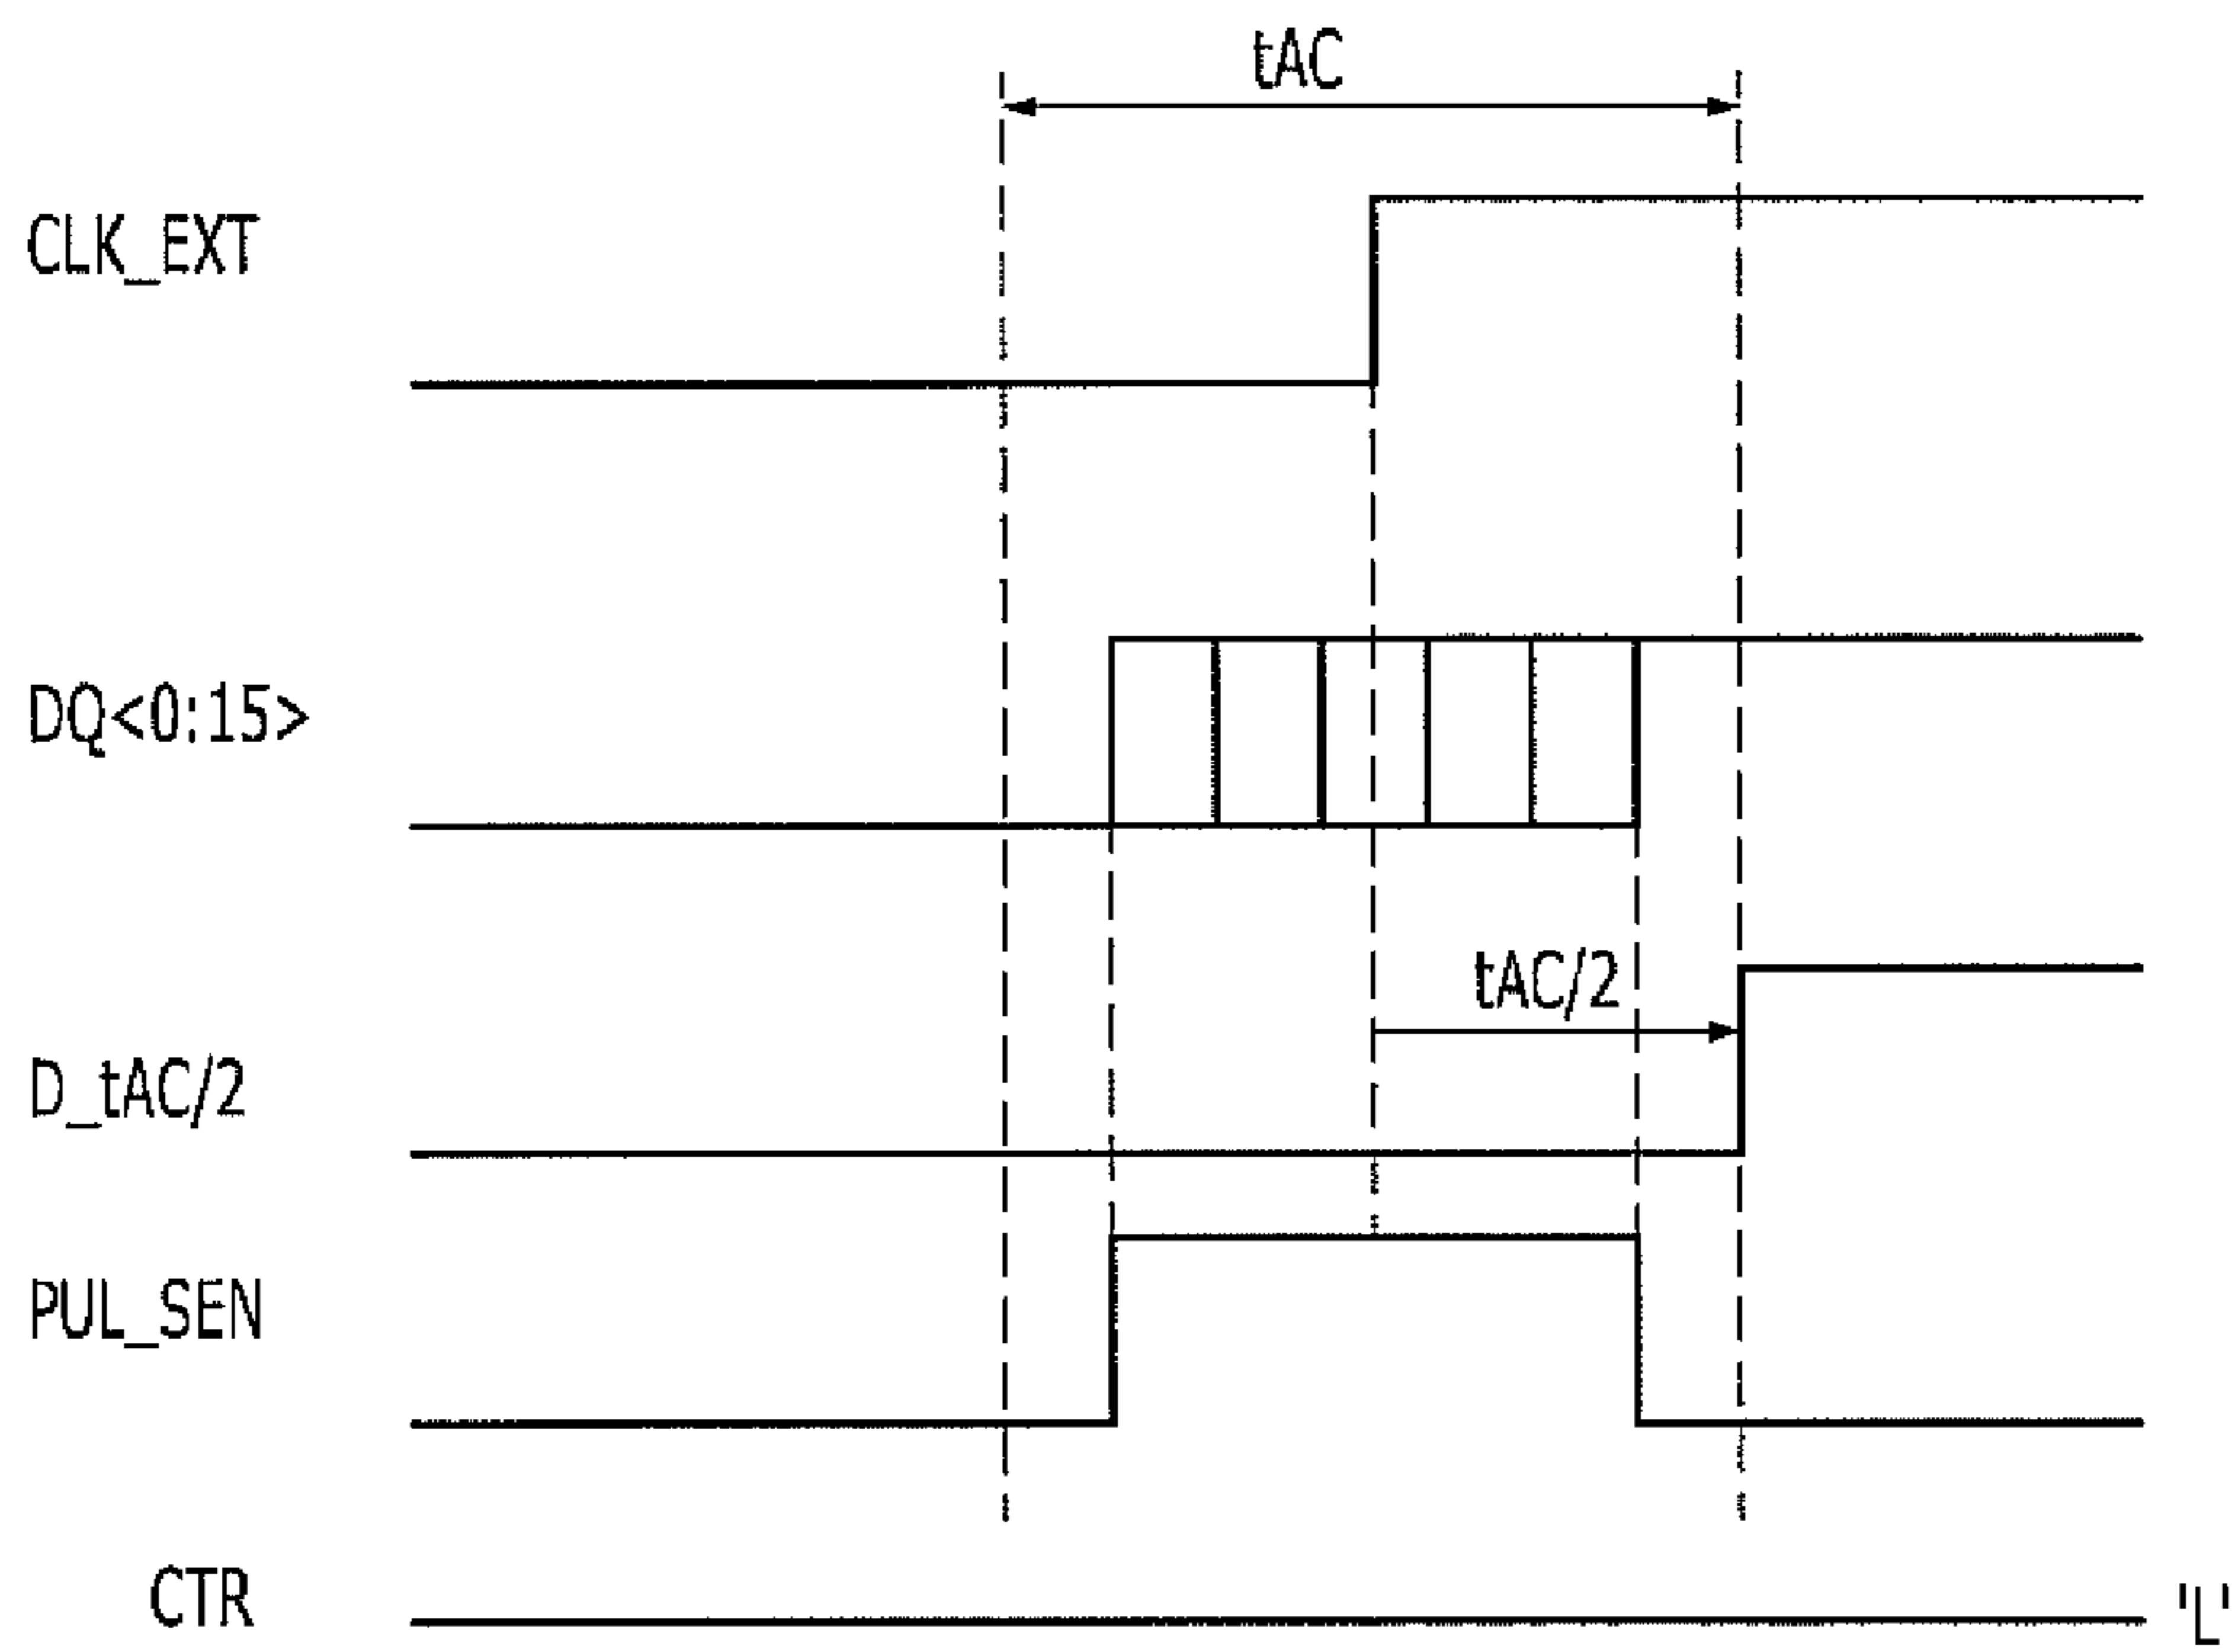 tAC
CLK_EXT
DQ<0:15>
tAC/2
D_tAC/2
PUL_SEN
CTR
'L'